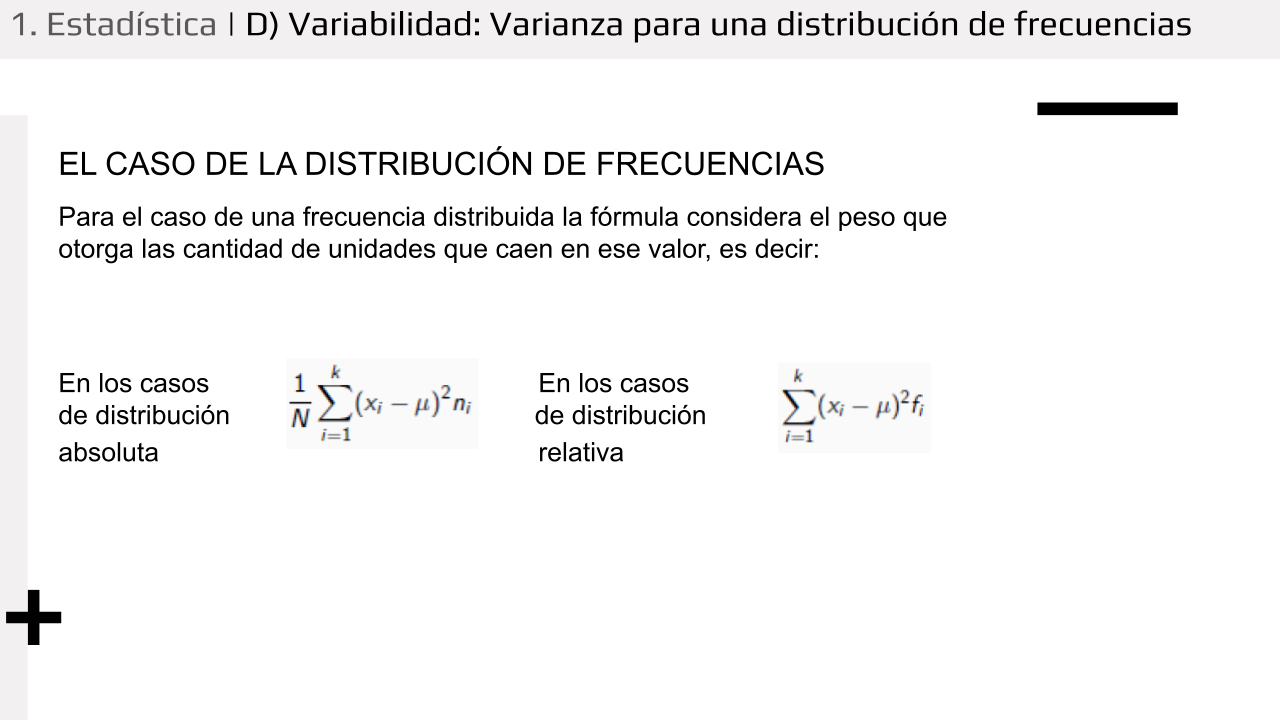 1. Estadística | D) Variabilidad: Varianza para una distribución de frecuencias
EL CASO DE LA DISTRIBUCIÓN DE FRECUENCIAS
Para el caso de una frecuencia distribuida la fórmula considera el peso que
otorga las cantidad de unidades que caen en ese valor, es decir:
En los casos
de distribución
absoluta
$\frac{1}{N}\sum_{i=1}^{k}(x_i - \mu)^2 n_i$
En los casos
de distribución
relativa
$\sum_{i=1}^{k}(x_i - \mu)^2 f_i$